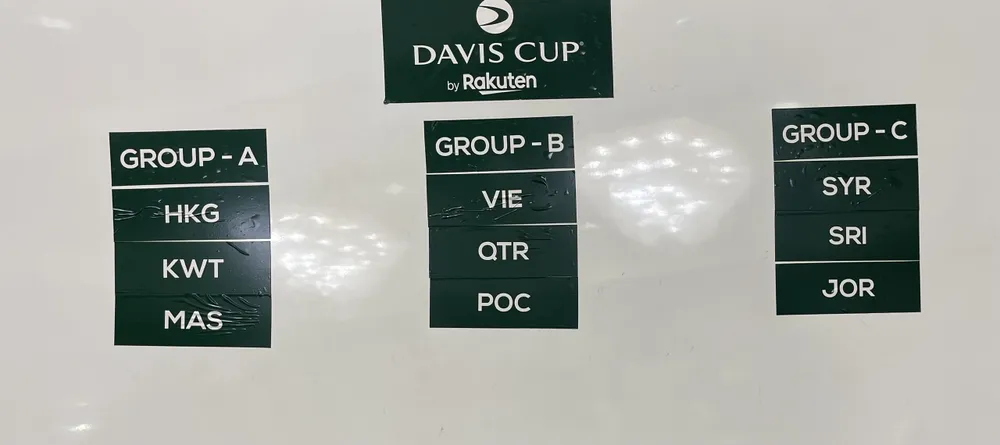 DAVIS CUP®
by Rakuten
GROUP - A
HKG
KWT
MAS
GROUP - B
VIE
QTR
POC
GROUP - C
SYR
SRI
JOR